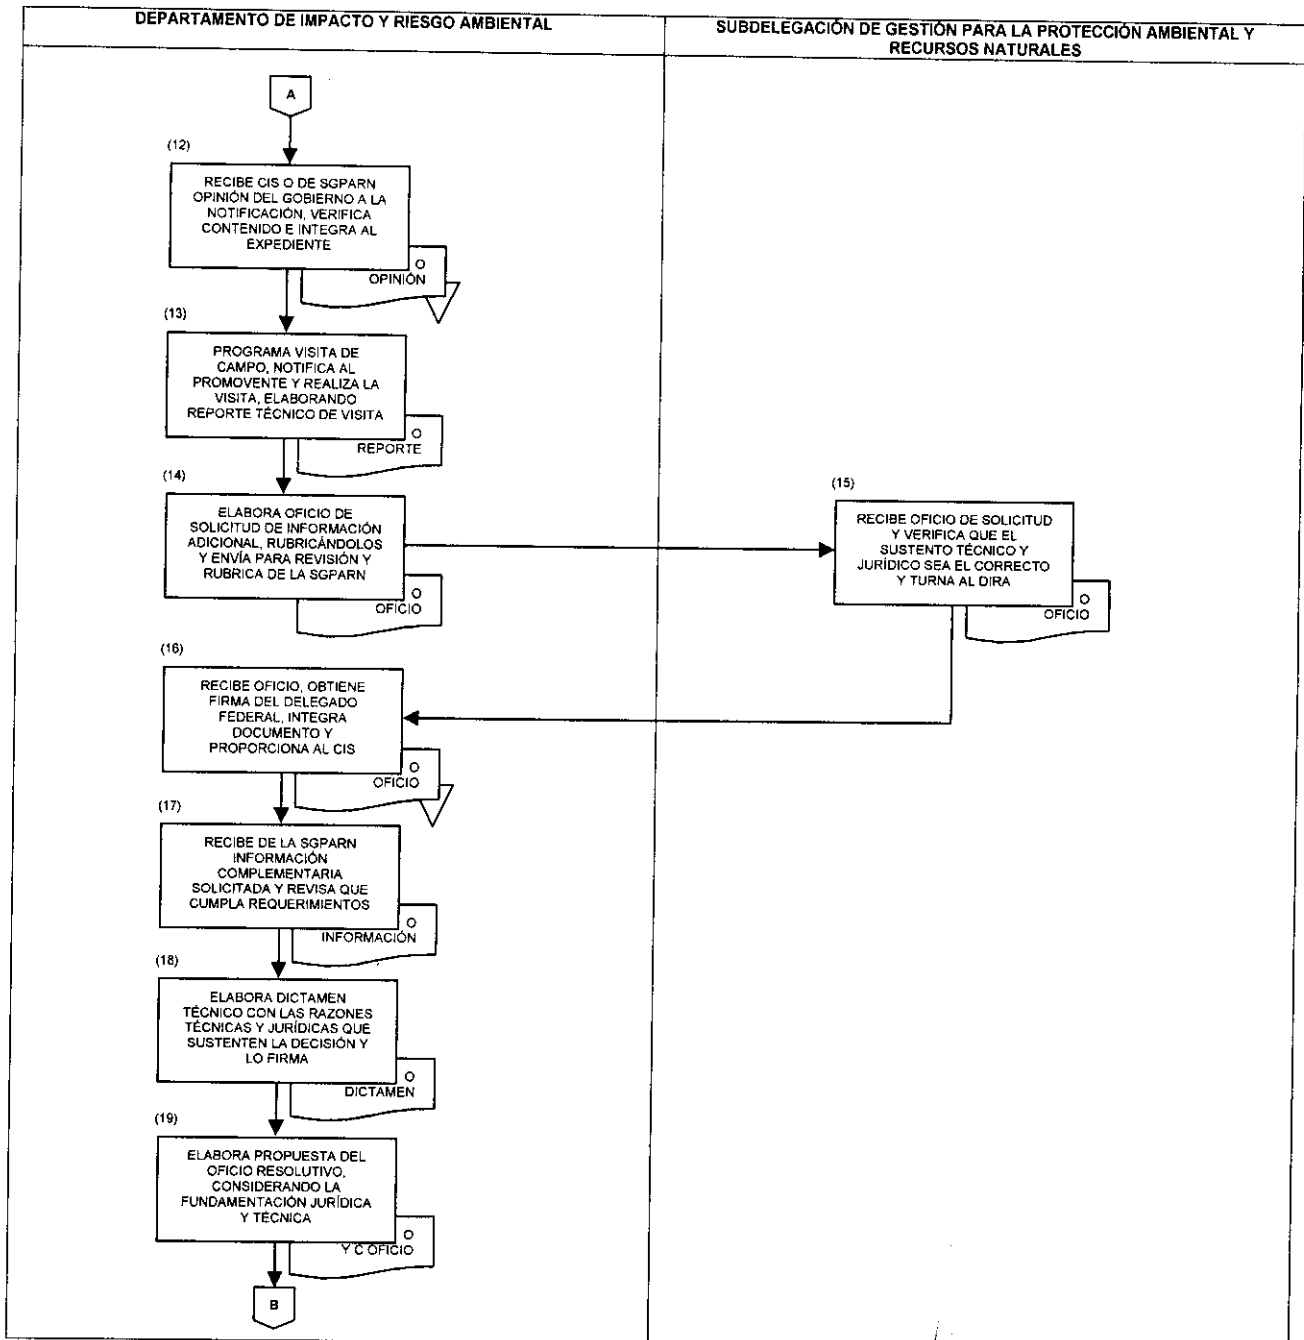 DEPARTAMENTO DE IMPACTO Y RIESGO AMBIENTAL
SUBDELEGACIÓN DE GESTIÓN PARA LA PROTECCIÓN AMBIENTAL Y
RECURSOS NATURALES
A
(12)
RECIBE CIS O DE SGPARN
OPINIÓN DEL GOBIERNO A LA
NOTIFICACIÓN, VERIFICA
CONTENIDO E INTEGRA AL
EXPEDIENTE
O
OPINIÓN
(13)
PROGRAMA VISITA DE
CAMPO, NOTIFICA AL
PROMOVENTE Y REALIZA LA
VISITA, ELABORANDO
REPORTE TÉCNICO DE VISITA
O
REPORTE
(14)
ELABORA OFICIO DE
SOLICITUD DE INFORMACIÓN
ADICIONAL, RUBRICÁNDOLOS
Y ENVÍA PARA REVISIÓN Y
RUBRICA DE LA SGPARN
O
OFICIO
(15)
RECIBE OFICIO DE SOLICITUD
Y VERIFICA QUE EL
SUSTENTO TÉCNICO Y
JURÍDICO SEA EL CORRECTO
Y TURNA AL DIRA
O
OFICIO
(16)
RECIBE OFICIO, OBTIENE
FIRMA DEL DELEGADO
FEDERAL, INTEGRA
DOCUMENTO Y
PROPORCIONA AL CIS
O
OFICIO
(17)
RECIBE DE LA SGPARN
INFORMACIÓN
COMPLEMENTARIA
SOLICITADA Y REVISA QUE
CUMPLA REQUERIMIENTOS
O
INFORMACIÓN
(18)
ELABORA DICTAMEN
TÉCNICO CON LAS RAZONES
TÉCNICAS Y JURÍDICAS QUE
SUSTENTEN LA DECISIÓN Y
LO FIRMA
O
DICTAMEN
(19)
ELABORA PROPUESTA DEL
OFICIO RESOLUTIVO,
CONSIDERANDO LA
FUNDAMENTACIÓN JURÍDICA
Y TÉCNICA
O
Y C OFICIO
B